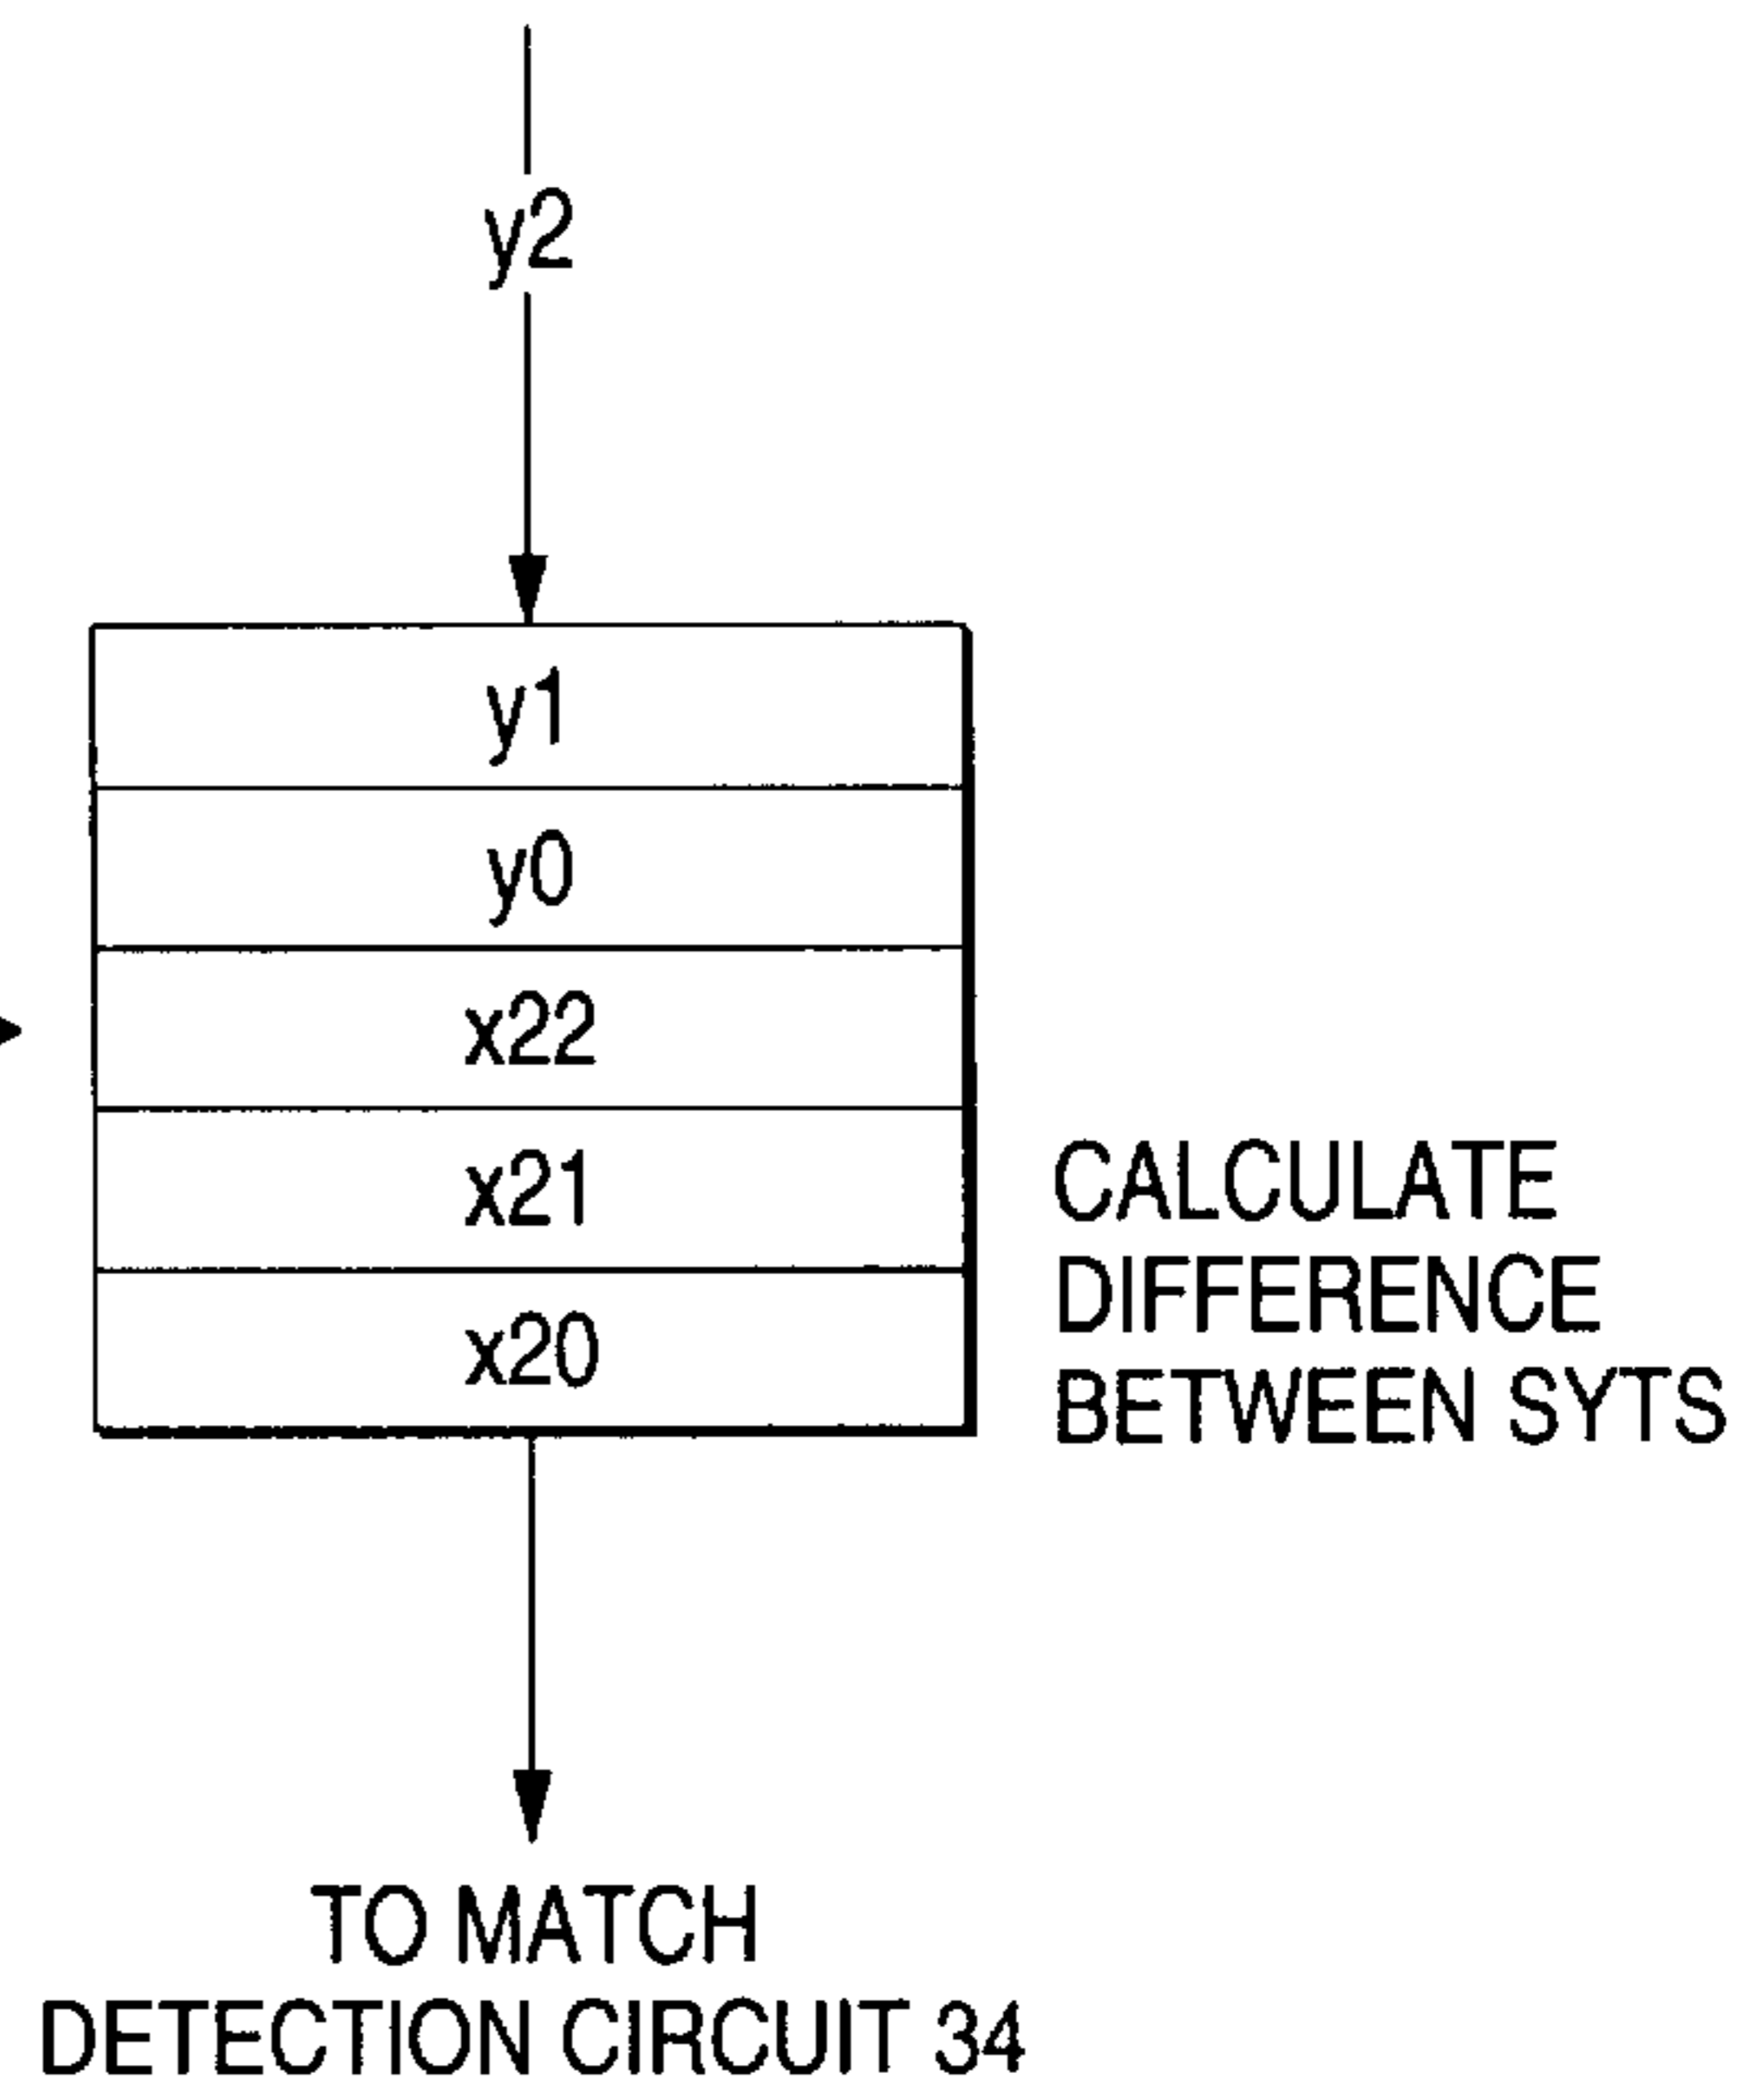 y2
y1
y0
x22
x21
x20
CALCULATE
DIFFERENCE
BETWEEN SYTS
TO MATCH
DETECTION CIRCUIT 34